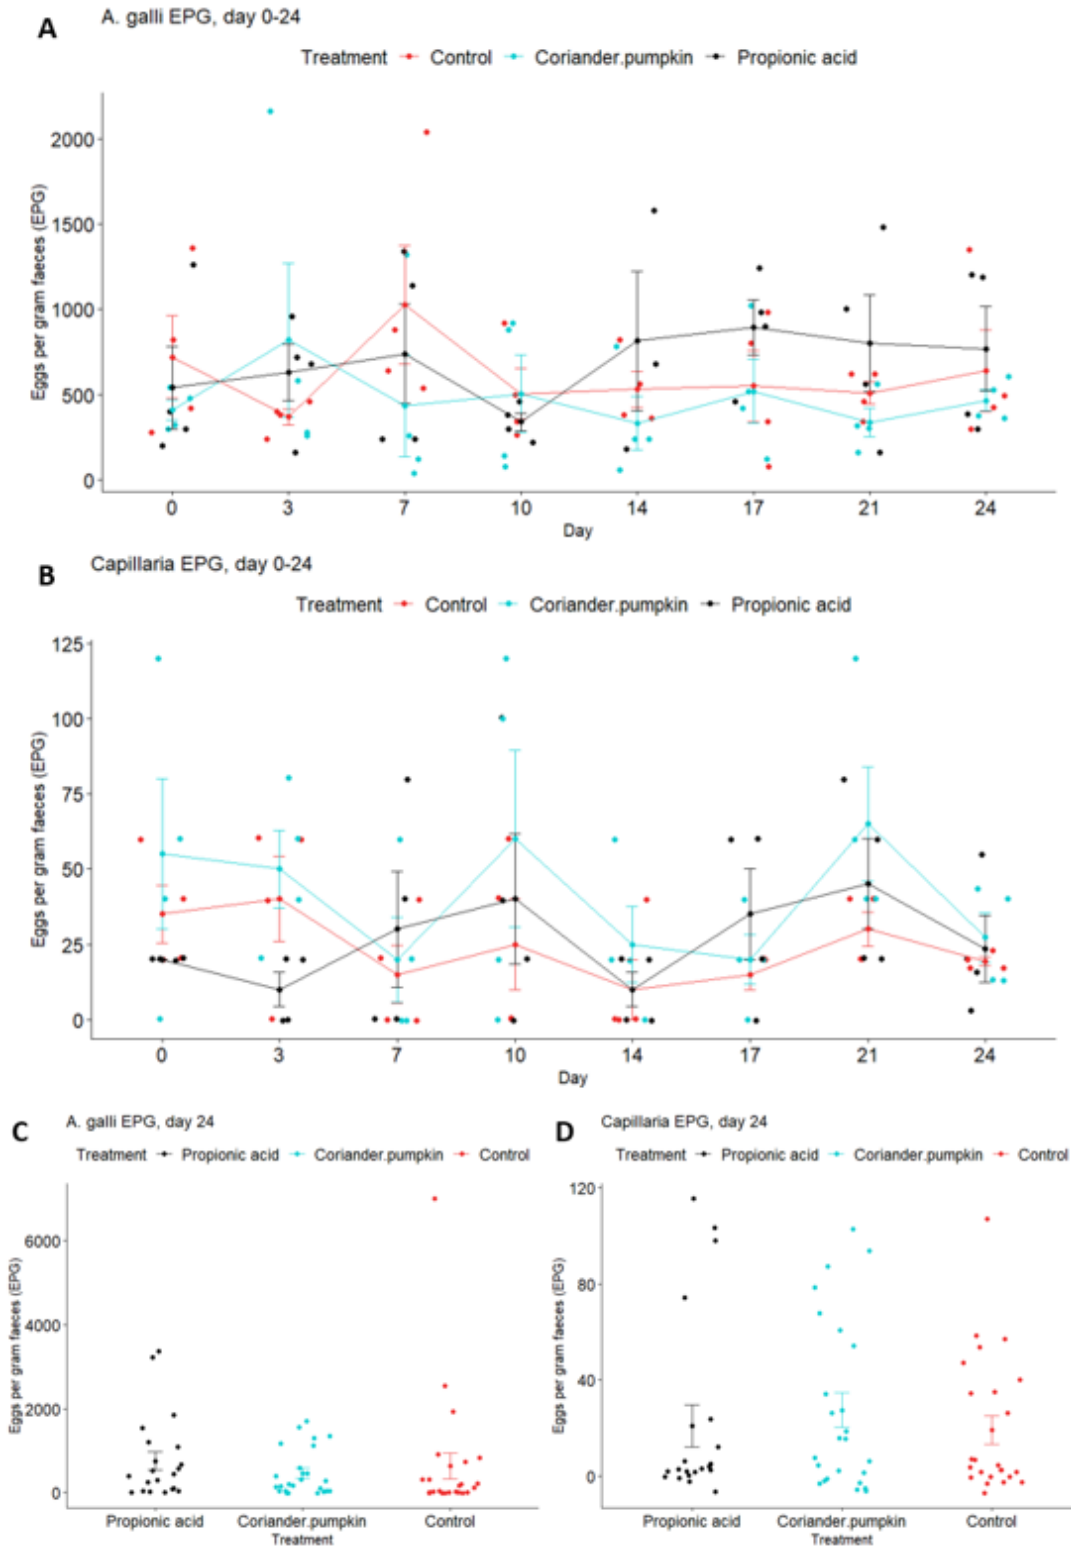 A
A. galli EPG, day 0-24
Treatment Control Coriander.pumpkin Propionic acid
Eggs per gram faeces (EPG)
2000
1500
1000
500
0
0 3 7 10 14 17 21 24
Day
B
Capillaria EPG, day 0-24
Treatment Control Coriander.pumpkin Propionic acid
Eggs per gram faeces (EPG)
125
100
75
50
25
0
0 3 7 10 14 17 21 24
Day
C
A. galli EPG, day 24
Treatment Propionic acid Coriander.pumpkin Control
Eggs per gram faeces (EPG)
6000
4000
2000
0
Propionic acid Coriander.pumpkin Control
Treatment
D
Capillaria EPG, day 24
Treatment Propionic acid Coriander.pumpkin Control
Eggs per gram faeces (EPG)
120
80
40
0
Propionic acid Coriander.pumpkin Control
Treatment